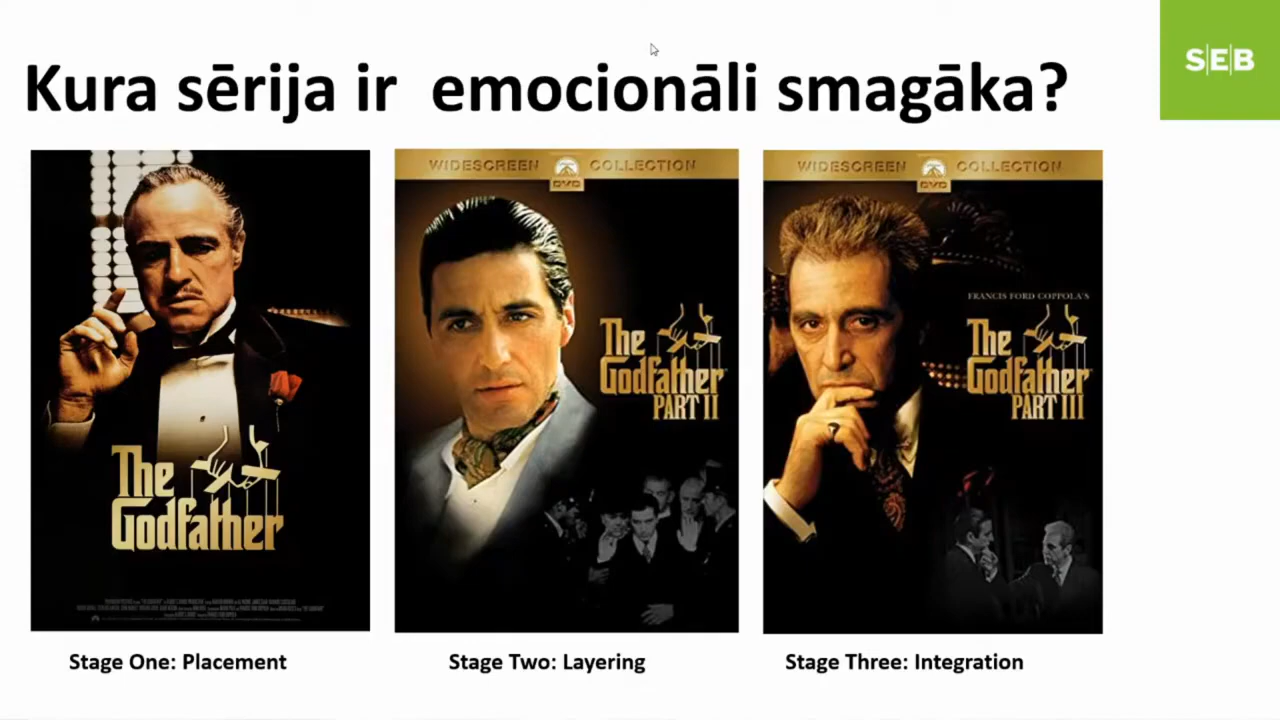 Kura sērija ir  emocionāli smagāka?
S|E|B
The
Godfather
WIDESCREEN DVD COLLECTION
The
Godfather
PART II
WIDESCREEN DVD COLLECTION
FRANCIS FORD COPPOLA'S
The
Godfather
PART III
Stage One: Placement
Stage Two: Layering
Stage Three: Integration